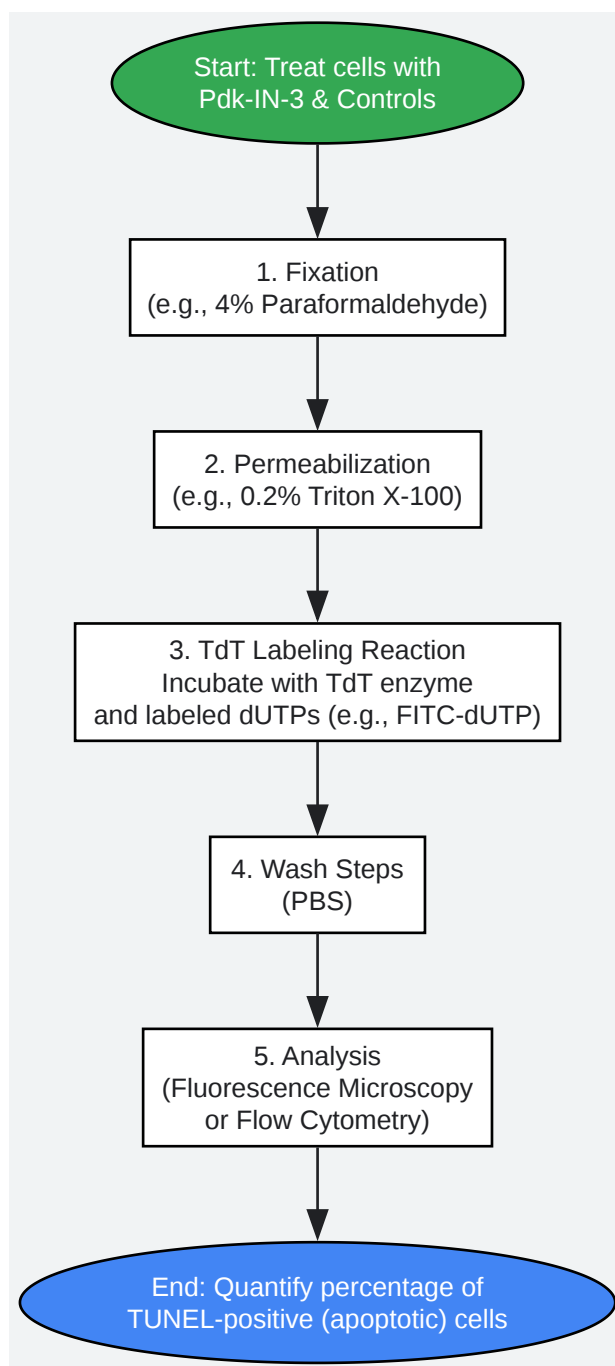 Start: Treat cells with
Pdk-IN-3 & Controls
1. Fixation
(e.g., 4% Paraformaldehyde)
2. Permeabilization
(e.g., 0.2% Triton X-100)
3. TdT Labeling Reaction
Incubate with TdT enzyme
and labeled dUTPs (e.g., FITC-dUTP)
4. Wash Steps
(PBS)
5. Analysis
(Fluorescence Microscopy
or Flow Cytometry)
End: Quantify percentage of
TUNEL-positive (apoptotic) cells